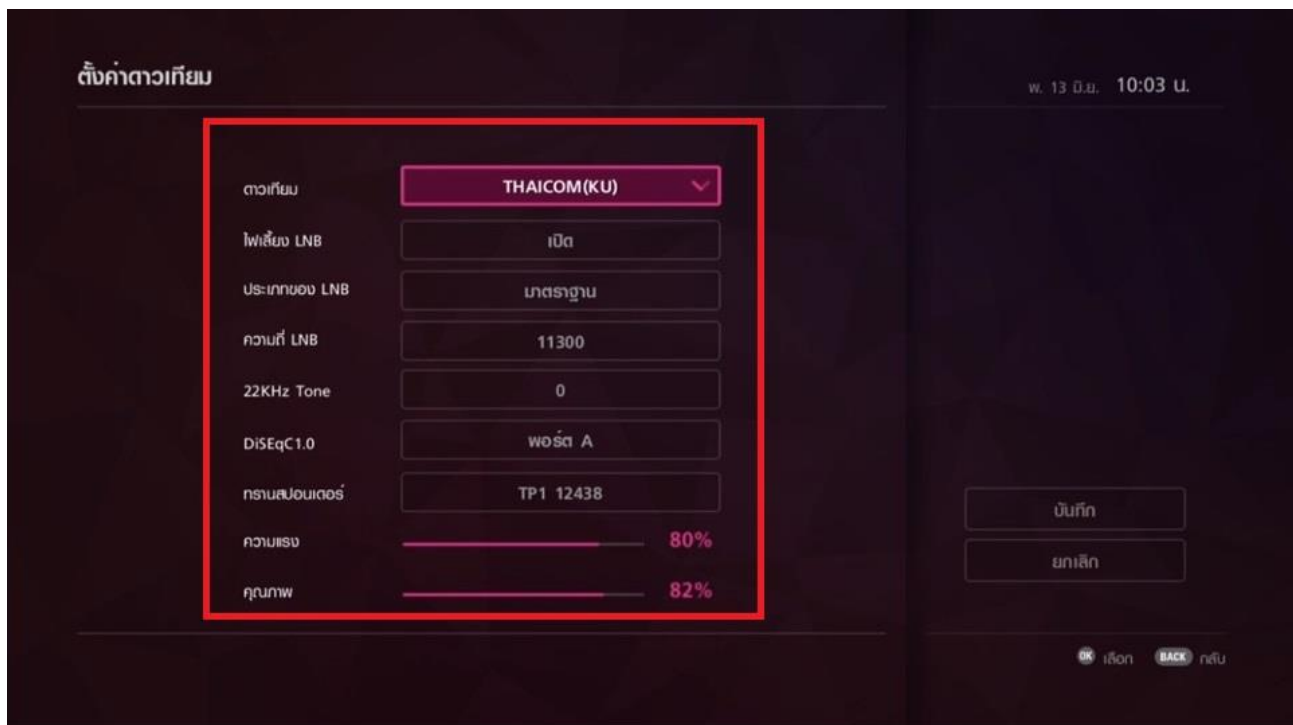 ตั้งค่าดาวเทียม
พ. 13 มิ.ย. 10:03 น.
ดาวเทียม THAICOM(KU)
ไฟเลี้ยง LNB เปิด
ประเภทของ LNB มาตราฐาน
ความถี่ LNB 11300
22KHz Tone 0
DiSEqC1.0 พอร์ต A
ทรานสปอนเดอร์ TP1 12438
ความแรง 80%
คุณภาพ 82%
บันทึก
ยกเลิก
OK เลือก BACK กลับ